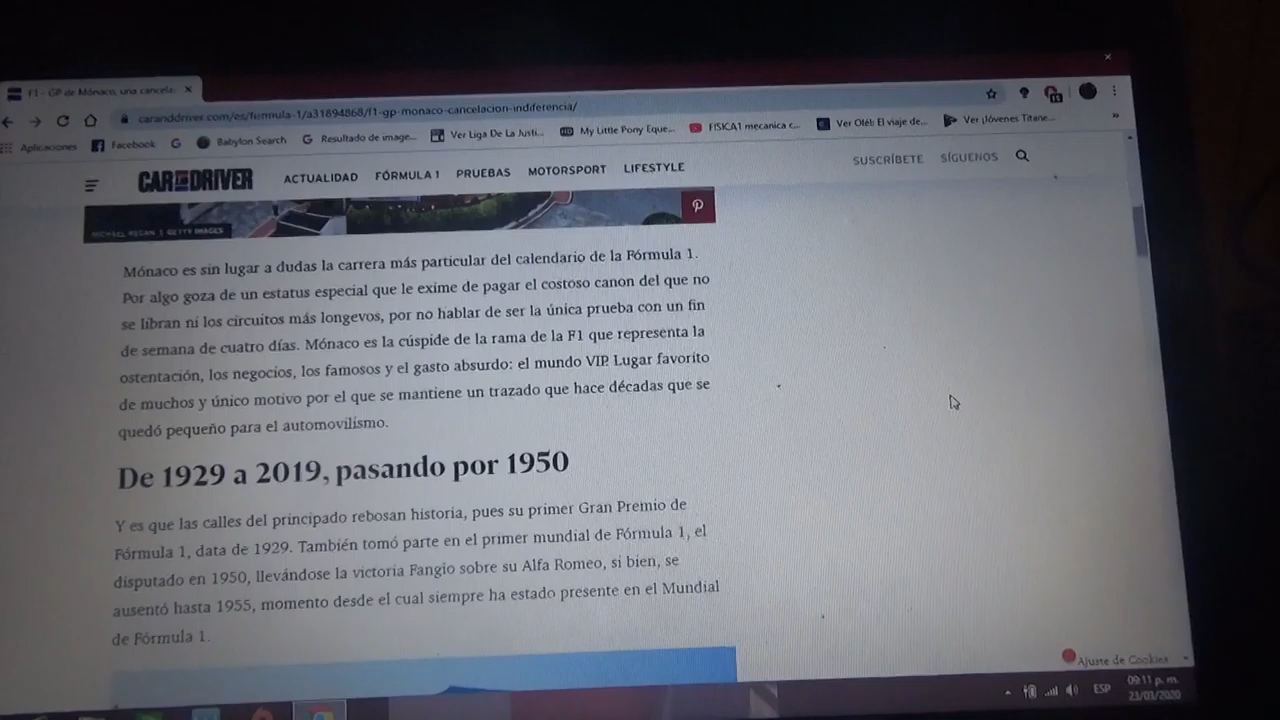 F1 - GP de Mónaco, una cancela
caranddriver.com/es/formula-1/a31894868/f1-gp-monaco-cancelacion-indiferencia/
Aplicaciones Facebook Babylon Search Resultado de image... Ver Liga De La Justi... My Little Pony Eque... FISICA1 mecanica c... Ver Olé!: El viaje de... Ver ¡Jóvenes Titane...
CAR AND DRIVER ACTUALIDAD FÓRMULA 1 PRUEBAS MOTORSPORT LIFESTYLE SUSCRÍBETE SÍGUENOS
MICHAEL REGAN | GETTY IMAGES
Mónaco es sin lugar a dudas la carrera más particular del calendario de la Fórmula 1.
Por algo goza de un estatus especial que le exime de pagar el costoso canon del que no
se libran ni los circuitos más longevos, por no hablar de ser la única prueba con un fin
de semana de cuatro días. Mónaco es la cúspide de la rama de la F1 que representa la
ostentación, los negocios, los famosos y el gasto absurdo: el mundo VIP. Lugar favorito
de muchos y único motivo por el que se mantiene un trazado que hace décadas que se
quedó pequeño para el automovilismo.
De 1929 a 2019, pasando por 1950
Y es que las calles del principado rebosan historia, pues su primer Gran Premio de
Fórmula 1, data de 1929. También tomó parte en el primer mundial de Fórmula 1, el
disputado en 1950, llevándose la victoria Fangio sobre su Alfa Romeo, si bien, se
ausentó hasta 1955, momento desde el cual siempre ha estado presente en el Mundial
de Fórmula 1.
Ajuste de Cookies
ESP
09:11 p. m.
23/03/2020